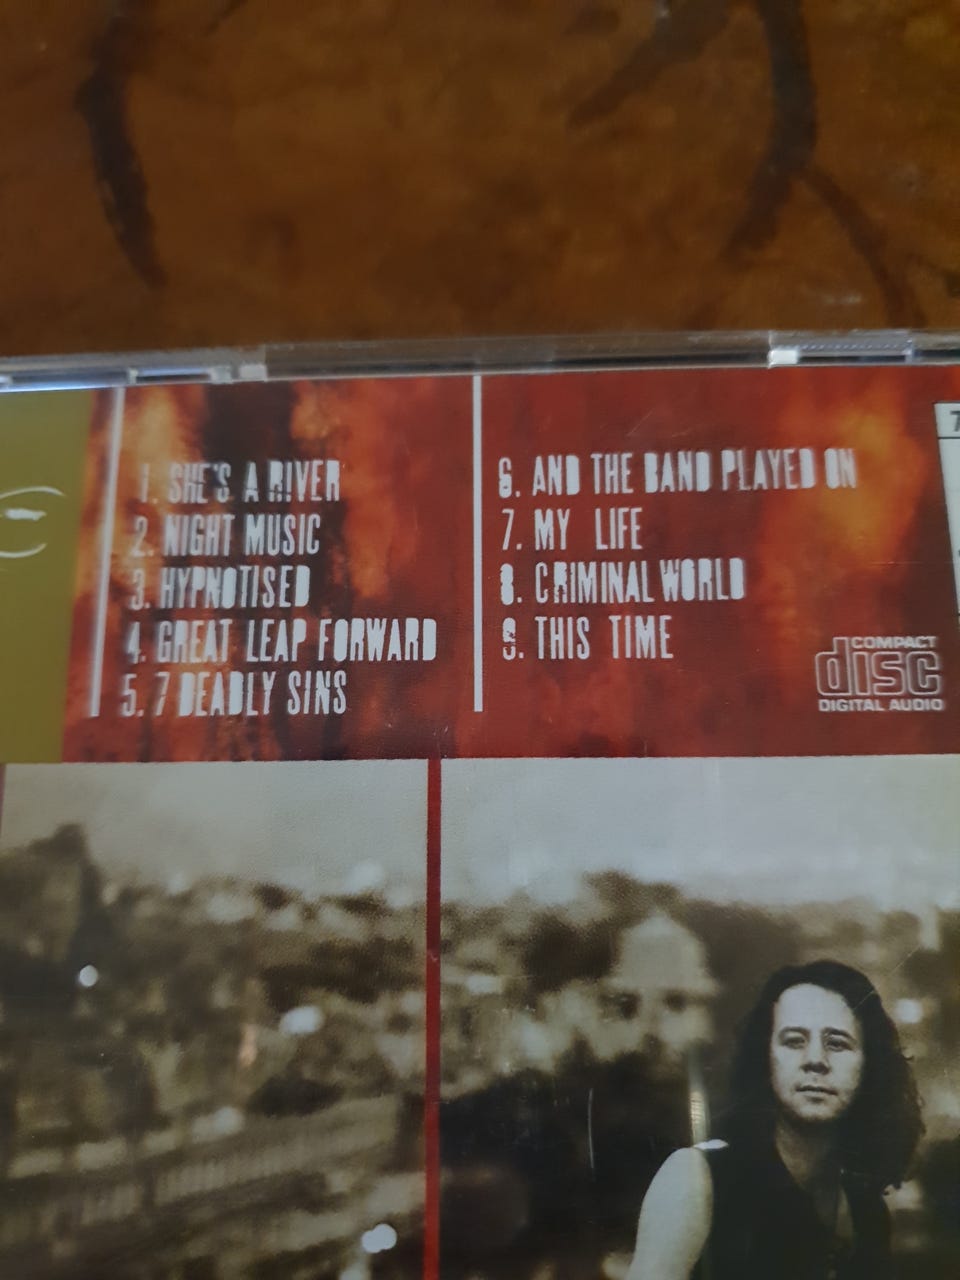 1. SHE'S A RIVER
2. NIGHT MUSIC
3. HYPNOTISED
4. GREAT LEAP FORWARD
5. 7 DEADLY SINS
6. AND THE BAND PLAYED ON
7. MY LIFE
8. CRIMINAL WORLD
9. THIS TIME
COMPACT
disc
DIGITAL AUDIO
7